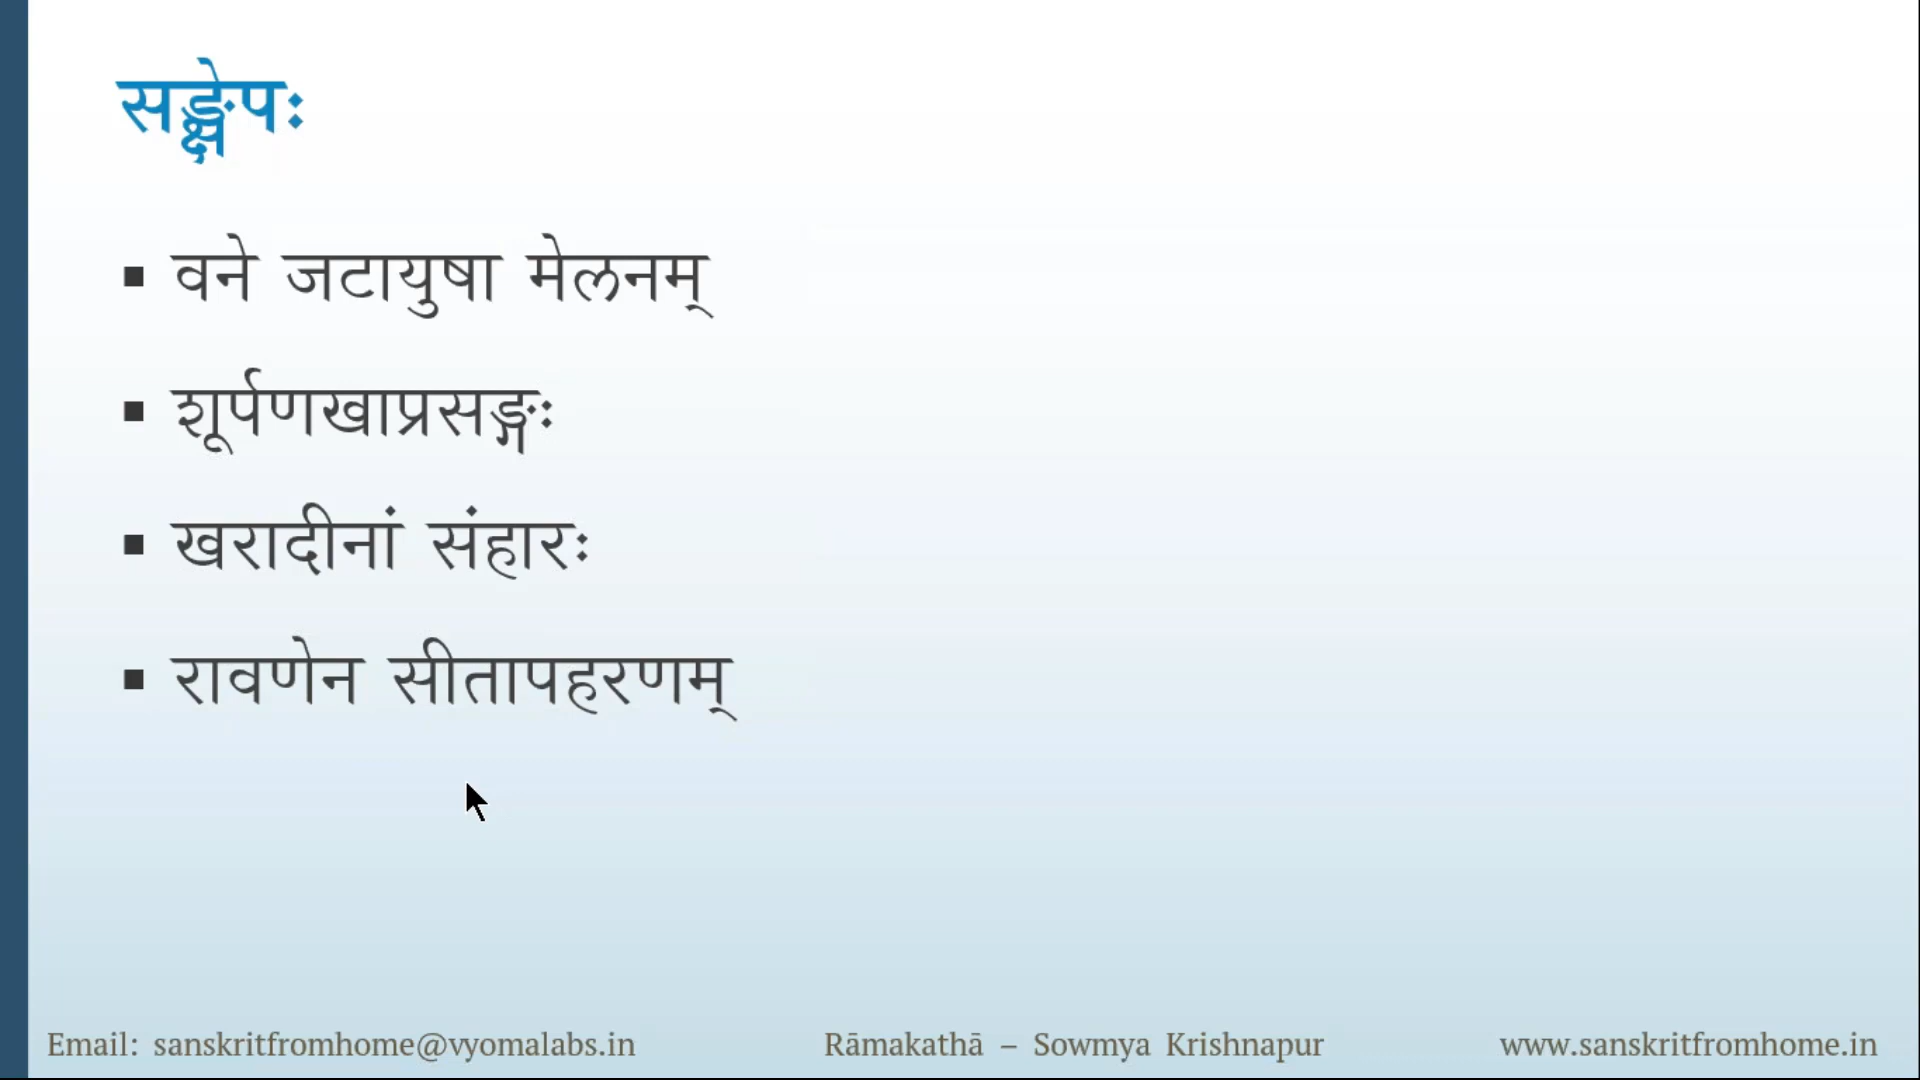 सङ्क्षेपः
▪ वने जटायुषा मेलनम्
▪ शूर्पणखाप्रसङ्गः
▪ खरादीनां संहारः
▪ रावणेन सीतापहरणम्
Email: sanskritfromhome@vyomalabs.in Rāmakathā – Sowmya Krishnapur www.sanskritfromhome.in